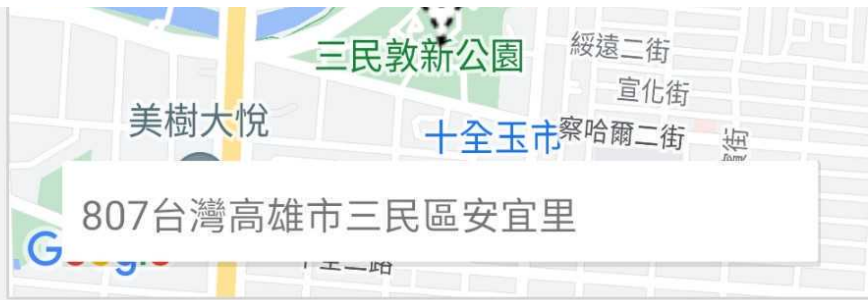 三民敦新公園
綏遠二街
宣化街
美樹大悅
十全玉市
察哈爾二街
807台灣高雄市三民區安宜里
Google